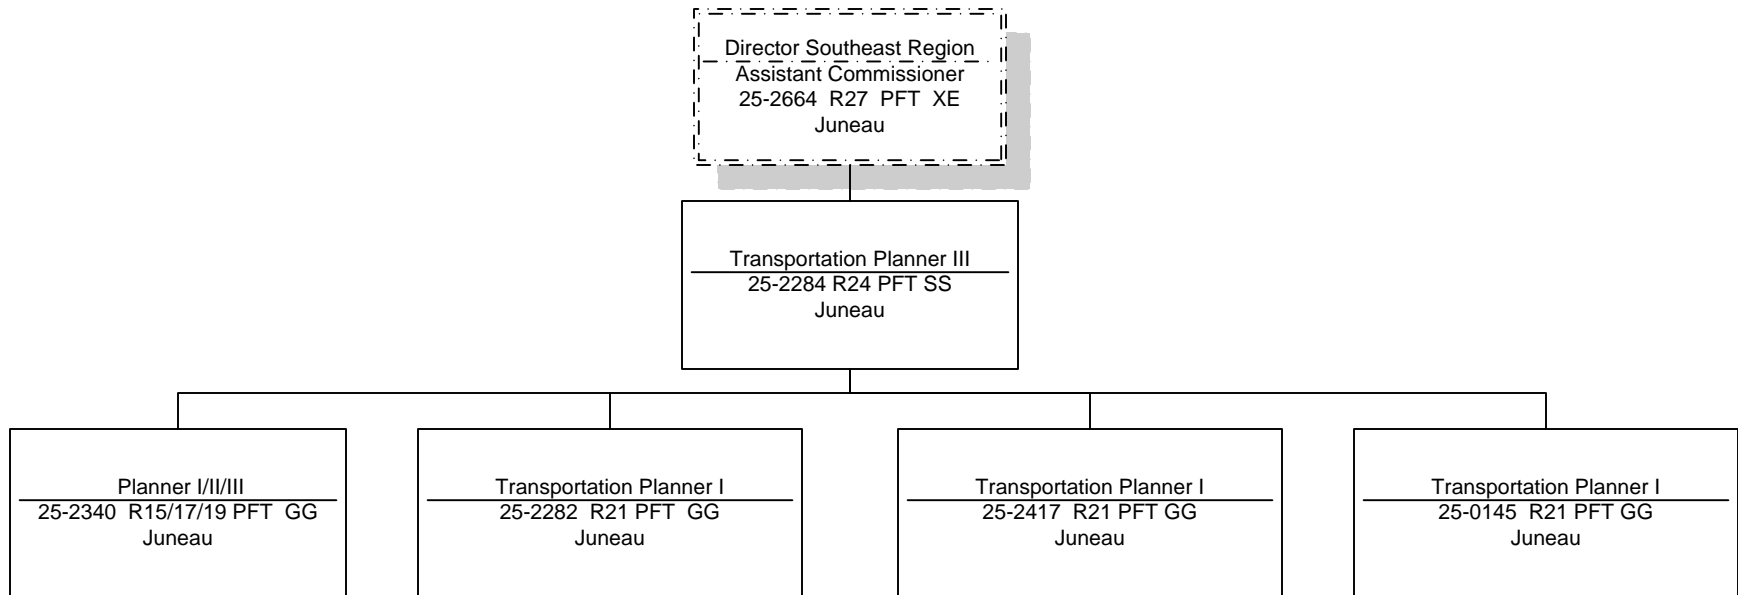 Director Southeast Region
Assistant Commissioner
25-2664 R27 PFT XE
Juneau
Transportation Planner III
25-2284 R24 PFT SS
Juneau
Planner I/II/III
25-2340 R15/17/19 PFT GG
Juneau
Transportation Planner I
25-2282 R21 PFT GG
Juneau
Transportation Planner I
25-2417 R21 PFT GG
Juneau
Transportation Planner I
25-0145 R21 PFT GG
Juneau